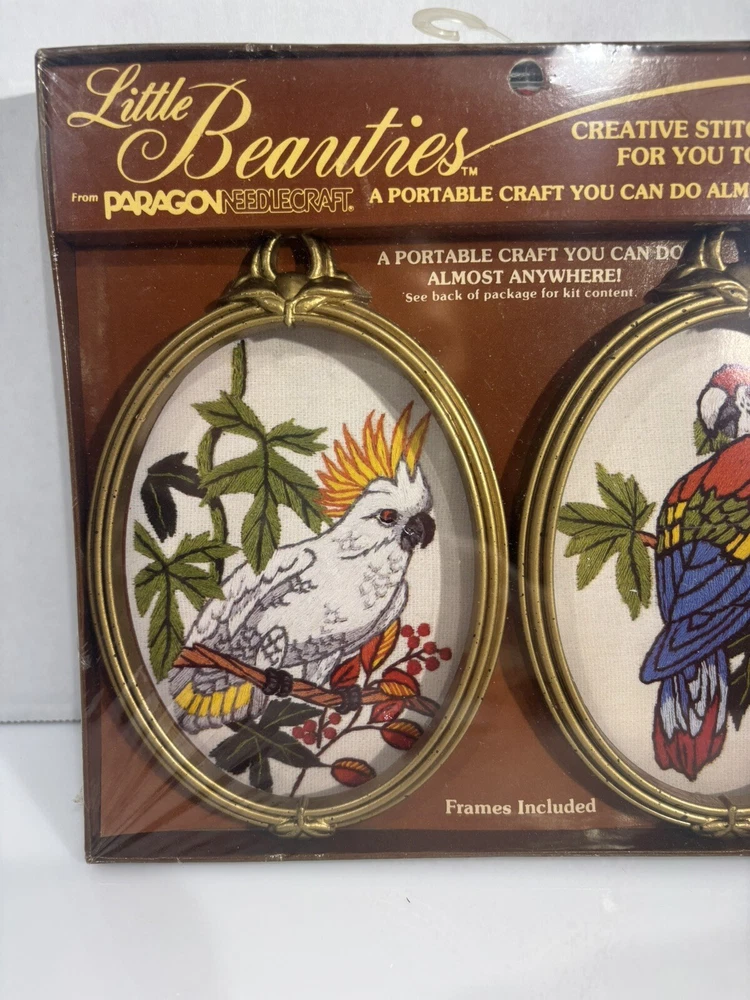 Little
Beauties™
From PARAGON NEEDLECRAFT®
CREATIVE STITC
FOR YOU TO
A PORTABLE CRAFT YOU CAN DO ALM
A PORTABLE CRAFT YOU CAN DO
ALMOST ANYWHERE!
*See back of package for kit content.
Frames Included